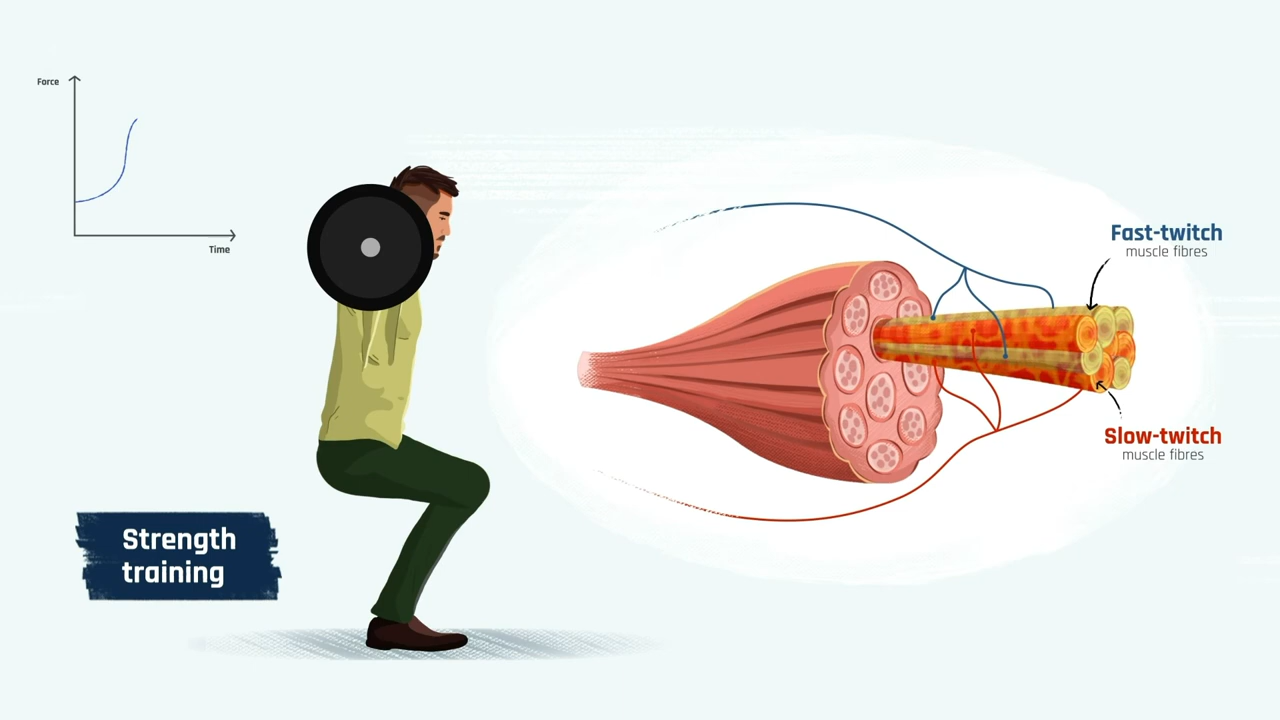 Force
Time
Fast-twitch
muscle fibres
Slow-twitch
muscle fibres
Strength
training